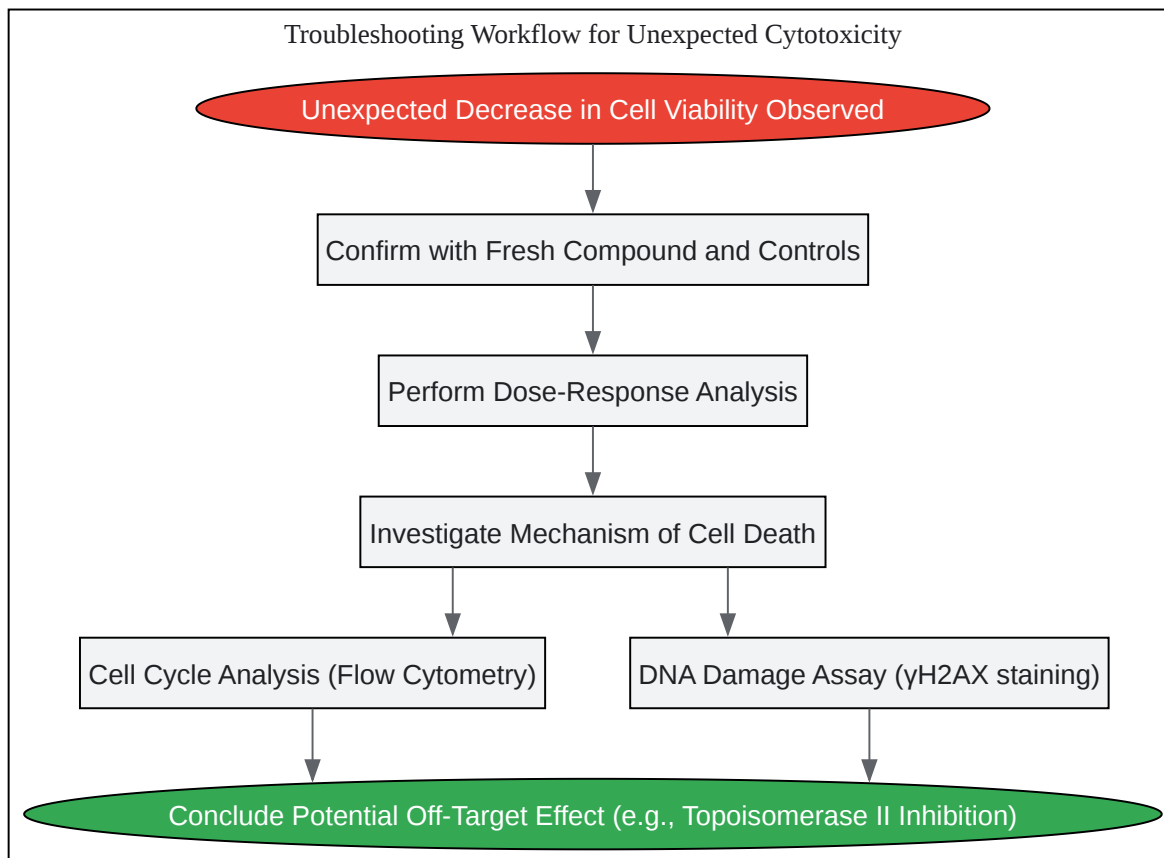 Troubleshooting Workflow for Unexpected Cytotoxicity
Unexpected Decrease in Cell Viability Observed
Confirm with Fresh Compound and Controls
Perform Dose-Response Analysis
Investigate Mechanism of Cell Death
Cell Cycle Analysis (Flow Cytometry)
DNA Damage Assay (γH2AX staining)
Conclude Potential Off-Target Effect (e.g., Topoisomerase II Inhibition)